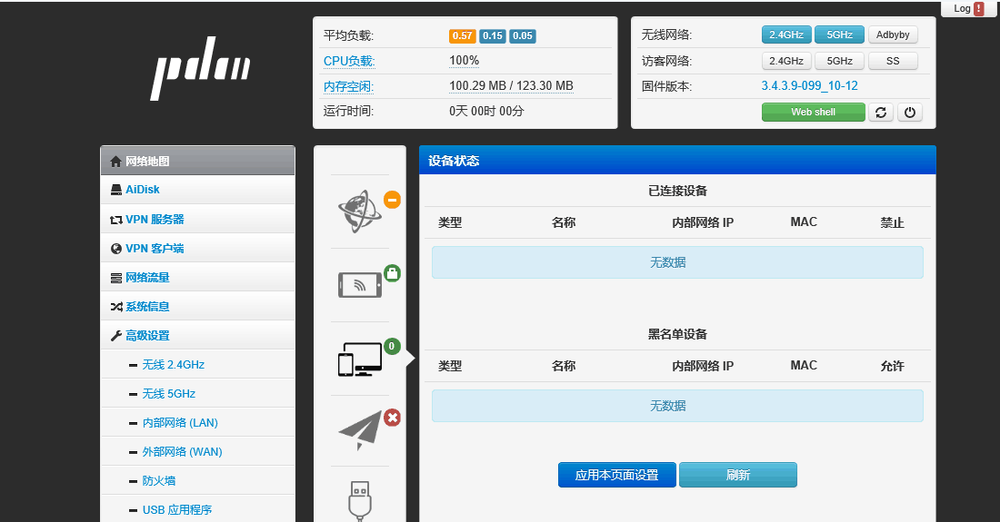 Log !
pdcn
平均负载: 0.57 0.15 0.05
CPU负载: 100%
内存空闲: 100.29 MB / 123.30 MB
运行时间: 0天 00时 00分
无线网络: 2.4GHz 5GHz Adbyby
访客网络: 2.4GHz 5GHz SS
固件版本: 3.4.3.9-099_10-12
Web shell
网络地图
AiDisk
VPN 服务器
VPN 客户端
网络流量
系统信息
高级设置
无线 2.4GHz
无线 5GHz
内部网络 (LAN)
外部网络 (WAN)
防火墙
USB 应用程序
0
设备状态
已连接设备
类型 名称 内部网络 IP MAC 禁止
无数据
黑名单设备
类型 名称 内部网络 IP MAC 允许
无数据
应用本页面设置 刷新